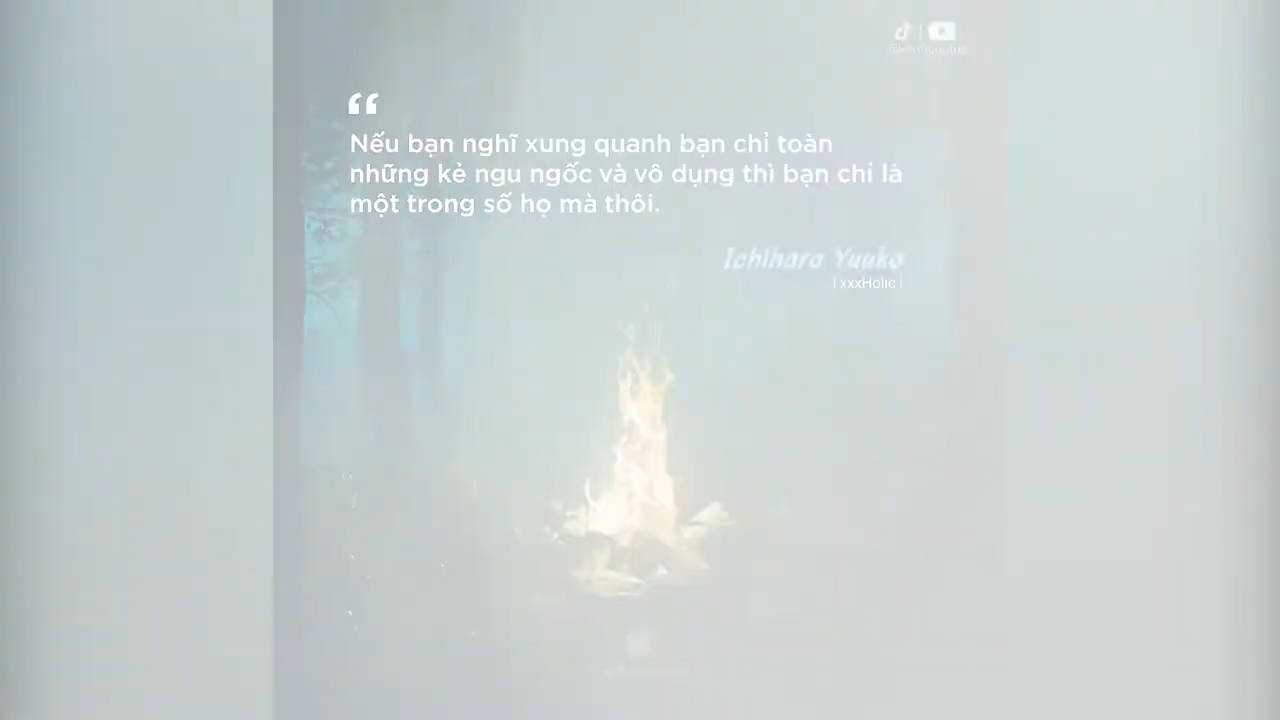 “
Nếu bạn nghĩ xung quanh bạn chỉ toàn
những kẻ ngu ngốc và vô dụng thì bạn chỉ là
một trong số họ mà thôi.
Ichihara Yuuko
| xxxHolic |